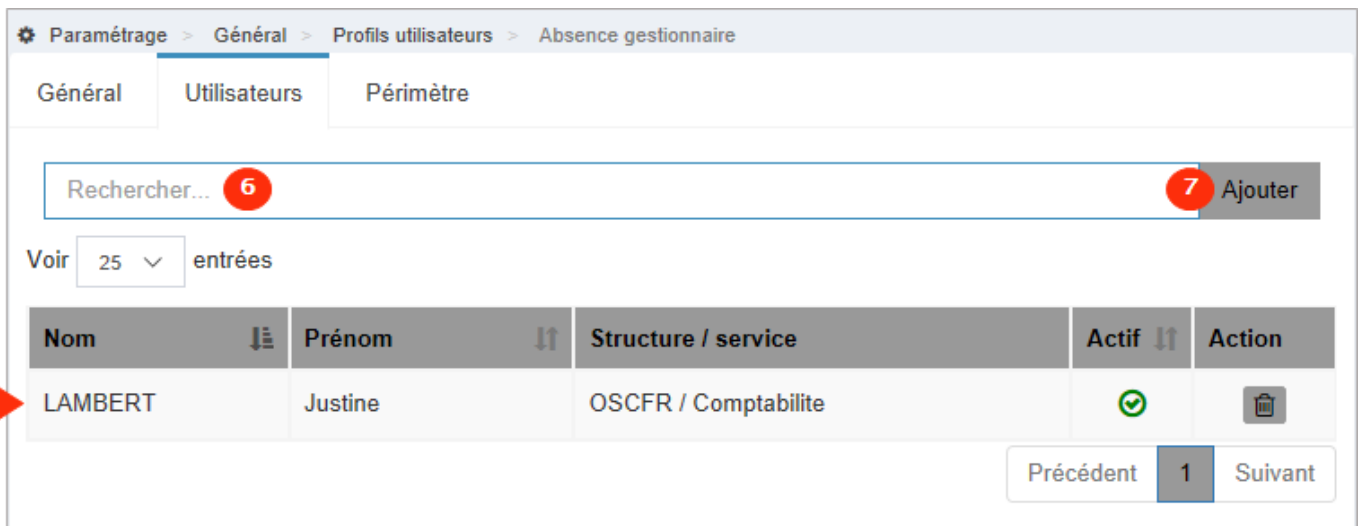 Paramétrage > Général > Profils utilisateurs > Absence gestionnaire
Général Utilisateurs Périmètre
Rechercher... 6 7 Ajouter
Voir 25 entrées
Nom Prénom Structure / service Actif Action
LAMBERT Justine OSCFR / Comptabilite
Précédent 1 Suivant